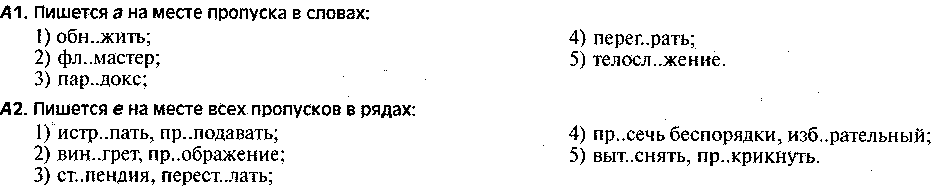 А1. Пишется а на месте пропуска в словах:
1) обн..жить;
2) фл..мастер;
3) пар..докс;
4) перег..рать;
5) телосл..жение.
А2. Пишется е на месте всех пропусков в рядах:
1) истр..пать, пр..подавать;
2) вин..грет, пр..ображение;
3) ст..пендия, перест..лать;
4) пр..сечь беспорядки, изб..рательный;
5) выт..снять, пр..крикнуть.